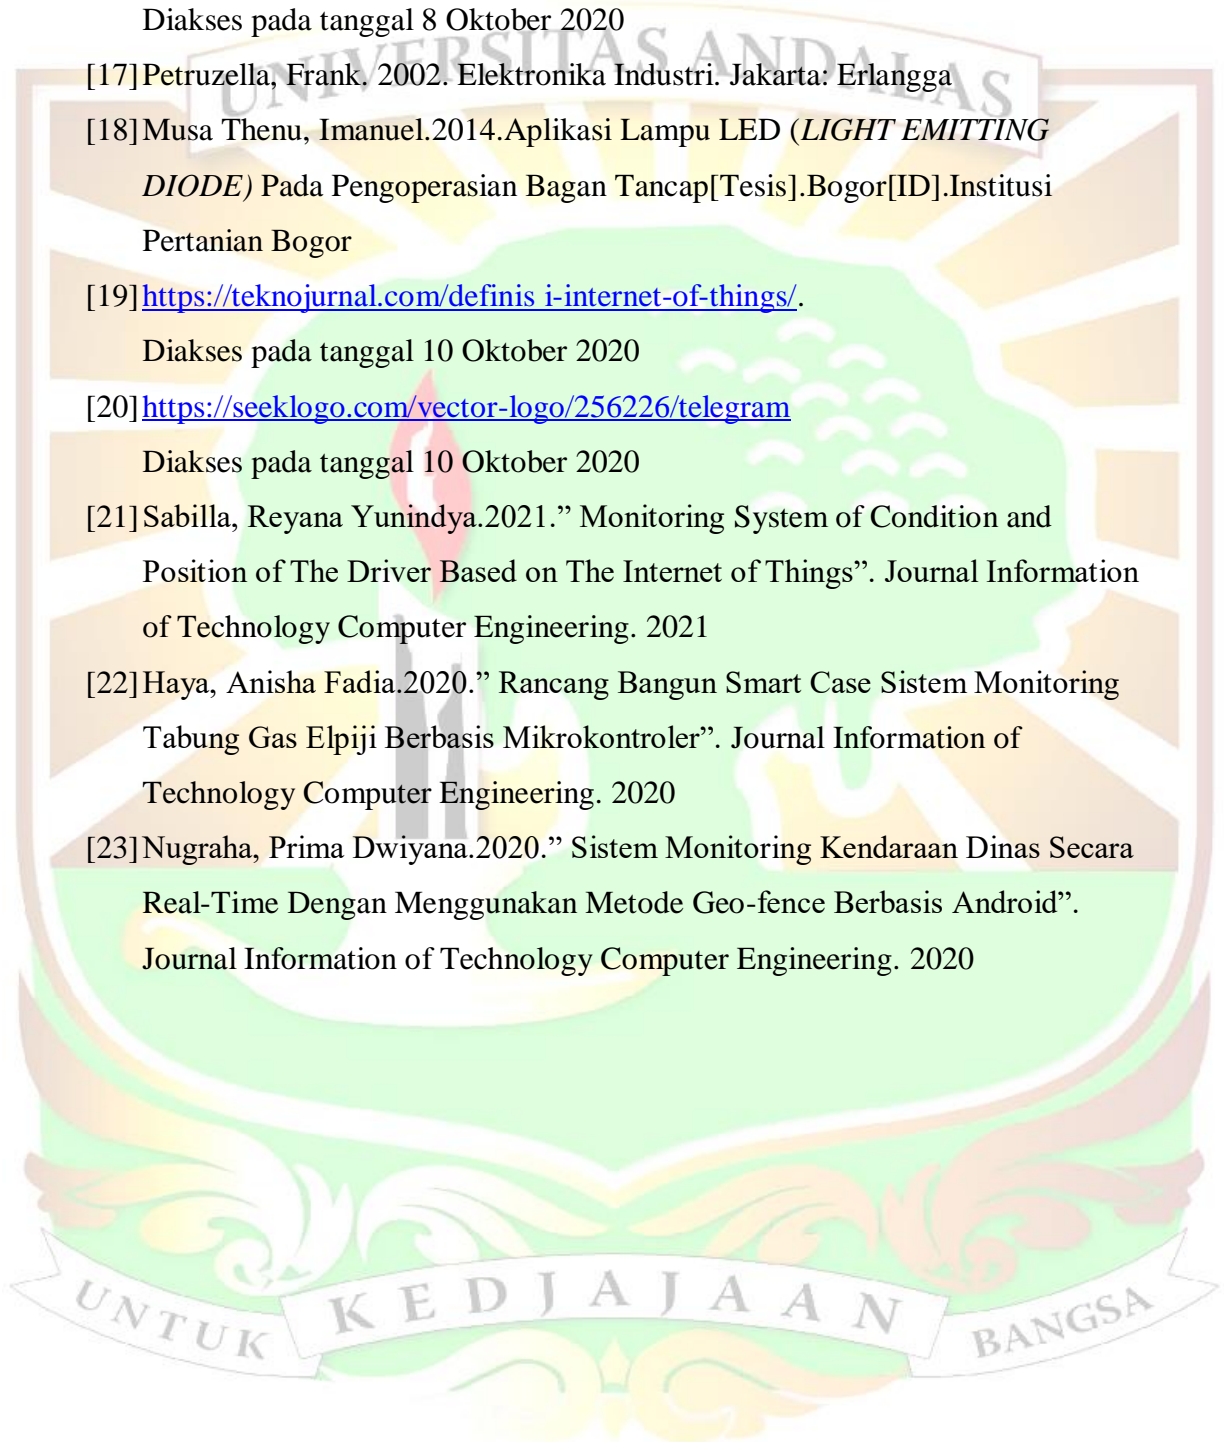 Diakses pada tanggal 8 Oktober 2020
UNIVERSITAS ANDALAS
[17] Petruzella, Frank. 2002. Elektronika Industri. Jakarta: Erlangga
[18] Musa Thenu, Imanuel.2014.Aplikasi Lampu LED (LIGHT EMITTING
DIODE) Pada Pengoperasian Bagan Tancap[Tesis].Bogor[ID].Institusi
Pertanian Bogor
[19] https://teknojurnal.com/definis i-internet-of-things/.
Diakses pada tanggal 10 Oktober 2020
[20] https://seeklogo.com/vector-logo/256226/telegram
Diakses pada tanggal 10 Oktober 2020
[21] Sabilla, Reyana Yunindya.2021.” Monitoring System of Condition and
Position of The Driver Based on The Internet of Things”. Journal Information
of Technology Computer Engineering. 2021
[22] Haya, Anisha Fadia.2020.” Rancang Bangun Smart Case Sistem Monitoring
Tabung Gas Elpiji Berbasis Mikrokontroler”. Journal Information of
Technology Computer Engineering. 2020
[23] Nugraha, Prima Dwiyana.2020.” Sistem Monitoring Kendaraan Dinas Secara
Real-Time Dengan Menggunakan Metode Geo-fence Berbasis Android”.
Journal Information of Technology Computer Engineering. 2020
UNTUK KEDJAJAAN BANGSA